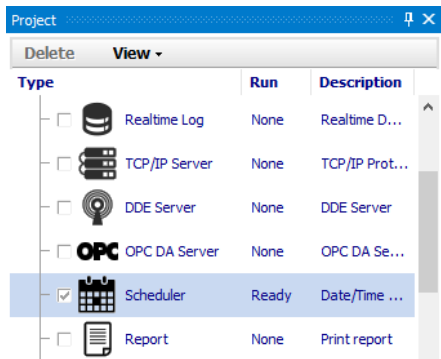 Project
Delete View
Type Run Description
Realtime Log None Realtime D...
TCP/IP Server None TCP/IP Prot...
DDE Server None DDE Server
OPC OPC DA Server None OPC DA Se...
Scheduler Ready Date/Time ...
Report None Print report